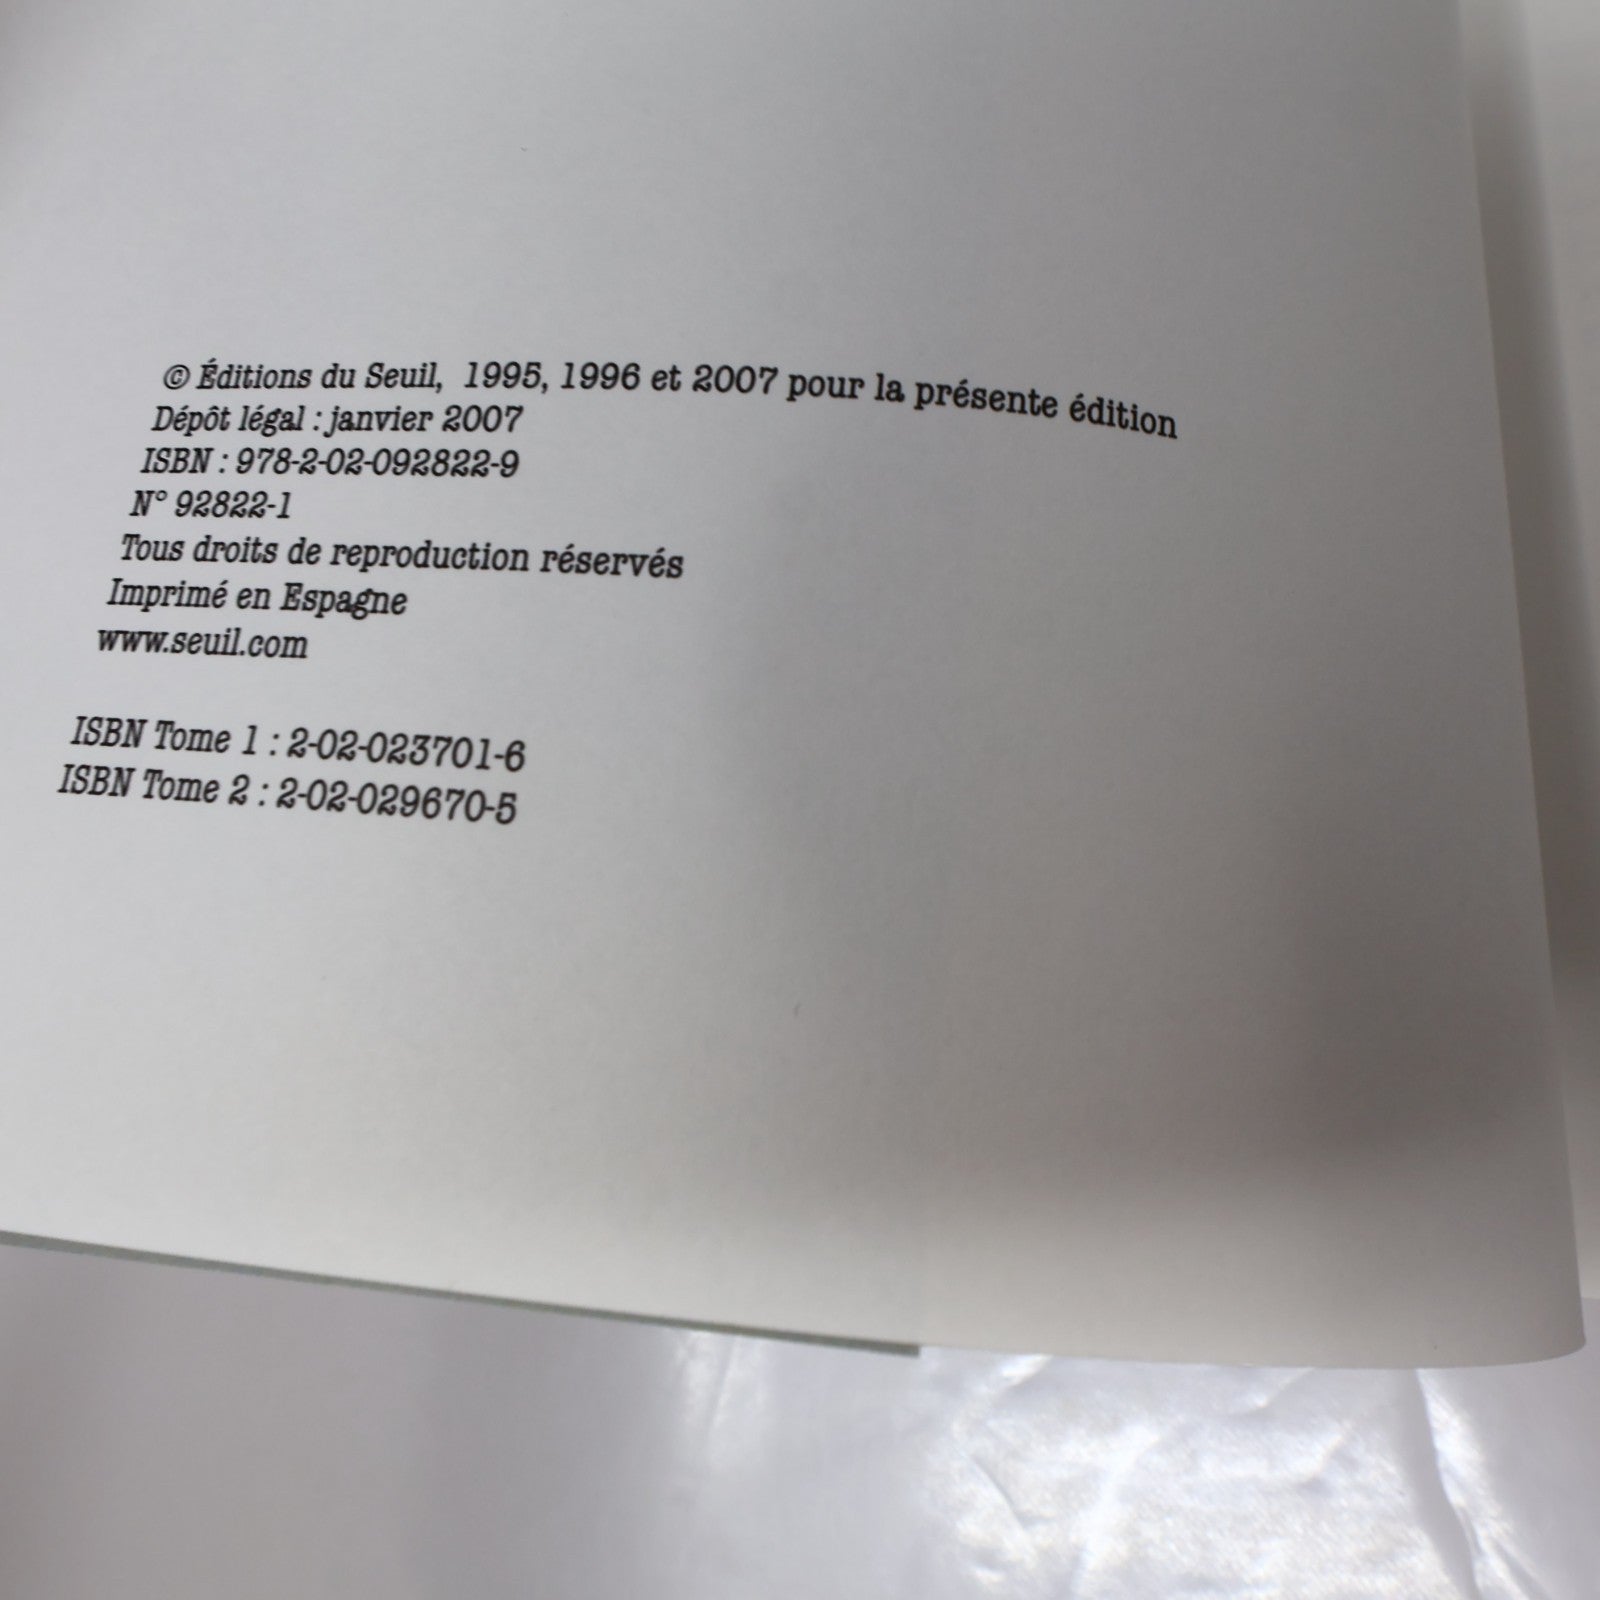 © Éditions du Seuil, 1995, 1996 et 2007 pour la présente édition
Dépôt légal : janvier 2007
ISBN : 978-2-02-092822-9
N° 92822-1
Tous droits de reproduction réservés
Imprimé en Espagne
www.seuil.com
ISBN Tome 1 : 2-02-023701-6
ISBN Tome 2 : 2-02-029670-5